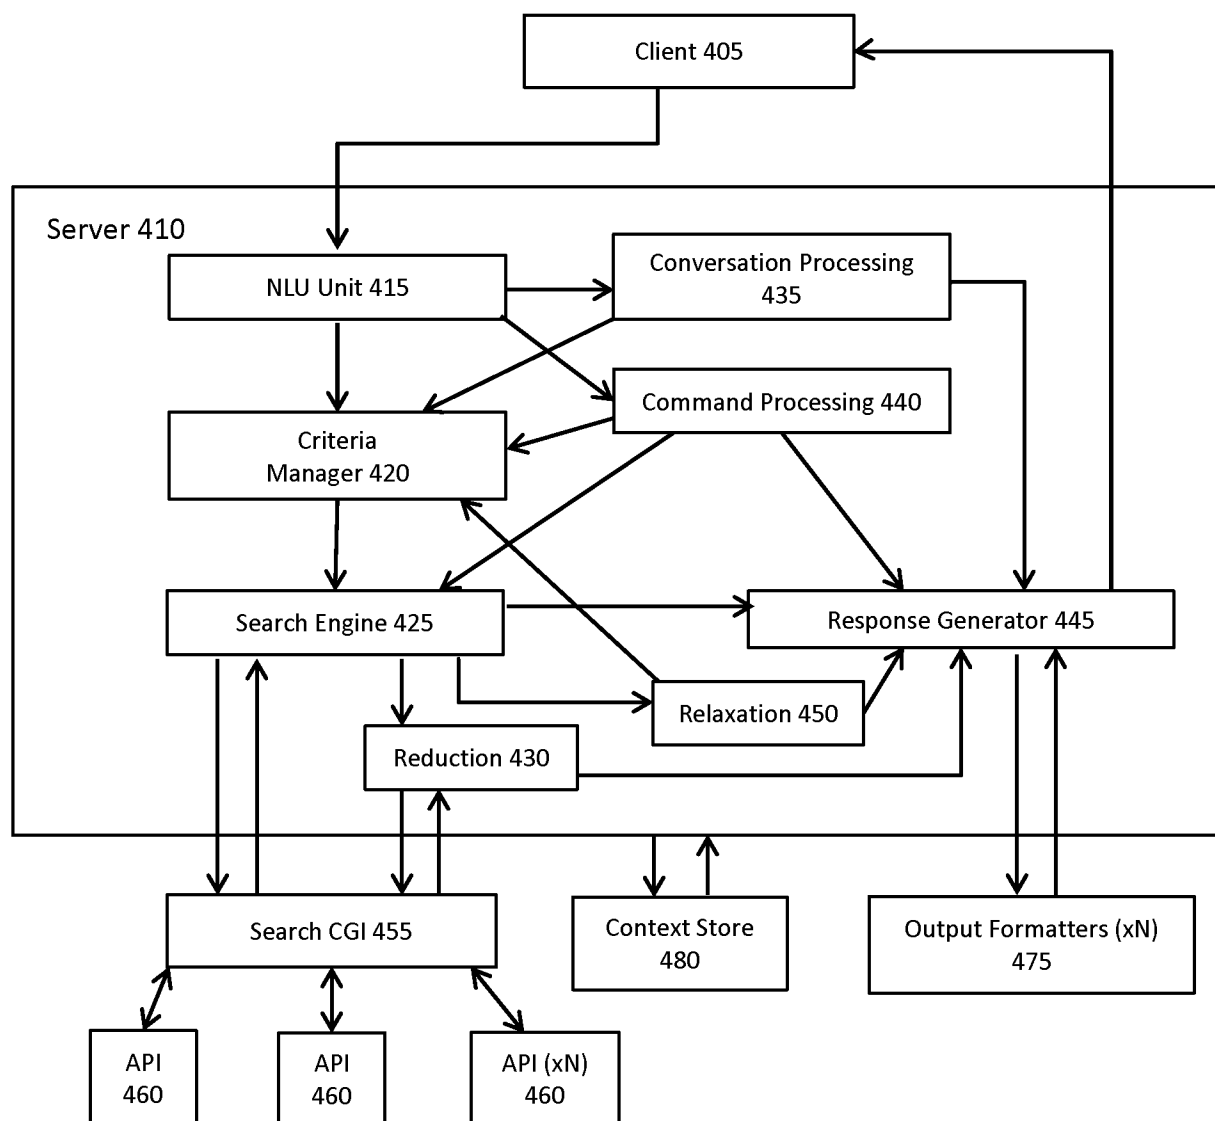 Client 405
Server 410
NLU Unit 415
Conversation Processing
435
Command Processing 440
Criteria
Manager 420
Search Engine 425
Response Generator 445
Relaxation 450
Reduction 430
Search CGI 455
Context Store
480
Output Formatters (xN)
475
API
460
API
460
API (xN)
460